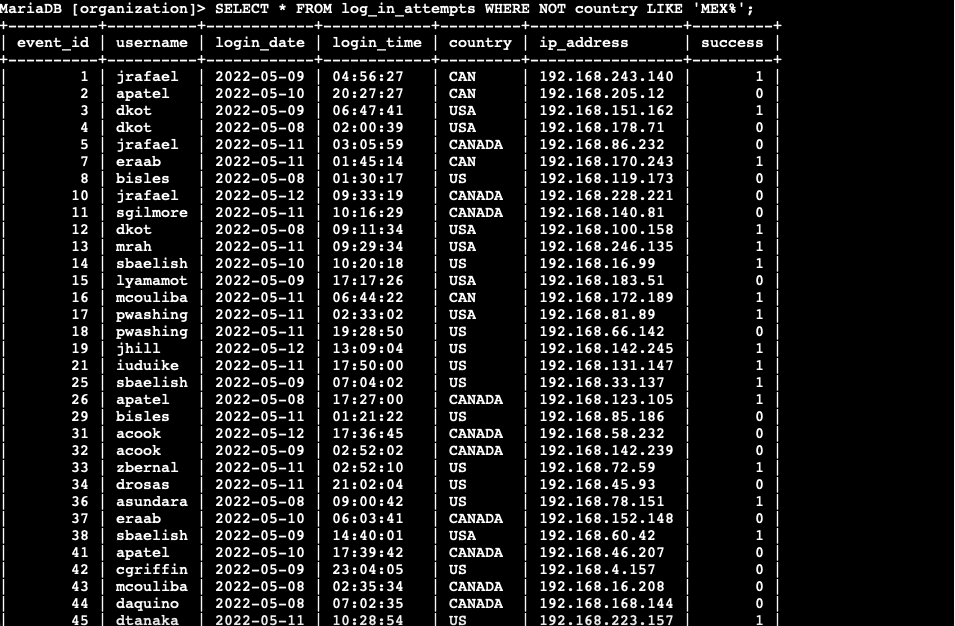 MariaDB [organization]> SELECT * FROM log_in_attempts WHERE NOT country LIKE 'MEX%';
+----------+----------+------------+------------+---------+-----------------+---------+
| event_id | username | login_date | login_time | country | ip_address      | success |
+----------+----------+------------+------------+---------+-----------------+---------+
|        1 | jrafael  | 2022-05-09 | 04:56:27   | CAN     | 192.168.243.140 |       1 |
|        2 | apatel   | 2022-05-10 | 20:27:27   | CAN     | 192.168.205.12  |       0 |
|        3 | dkot     | 2022-05-09 | 06:47:41   | USA     | 192.168.151.162 |       1 |
|        4 | dkot     | 2022-05-08 | 02:00:39   | USA     | 192.168.178.71  |       0 |
|        5 | jrafael  | 2022-05-11 | 03:05:59   | CANADA  | 192.168.86.232  |       0 |
|        7 | eraab    | 2022-05-11 | 01:45:14   | CAN     | 192.168.170.243 |       1 |
|        8 | bisles   | 2022-05-08 | 01:30:17   | US      | 192.168.119.173 |       0 |
|       10 | jrafael  | 2022-05-12 | 09:33:19   | CANADA  | 192.168.228.221 |       0 |
|       11 | sgilmore | 2022-05-11 | 10:16:29   | CANADA  | 192.168.140.81  |       0 |
|       12 | dkot     | 2022-05-08 | 09:11:34   | USA     | 192.168.100.158 |       1 |
|       13 | mrah     | 2022-05-11 | 09:29:34   | USA     | 192.168.246.135 |       1 |
|       14 | sbaelish | 2022-05-10 | 10:20:18   | US      | 192.168.16.99   |       1 |
|       15 | lyamamot | 2022-05-09 | 17:17:26   | USA     | 192.168.183.51  |       0 |
|       16 | mcouliba | 2022-05-11 | 06:44:22   | CAN     | 192.168.172.189 |       1 |
|       17 | pwashing | 2022-05-11 | 02:33:02   | USA     | 192.168.81.89   |       1 |
|       18 | pwashing | 2022-05-11 | 19:28:50   | US      | 192.168.66.142  |       0 |
|       19 | jhill    | 2022-05-12 | 13:09:04   | US      | 192.168.142.245 |       1 |
|       21 | iuduike  | 2022-05-11 | 17:50:00   | US      | 192.168.131.147 |       1 |
|       25 | sbaelish | 2022-05-09 | 07:04:02   | US      | 192.168.33.137  |       1 |
|       26 | apatel   | 2022-05-08 | 17:27:00   | CANADA  | 192.168.123.105 |       1 |
|       29 | bisles   | 2022-05-11 | 01:21:22   | US      | 192.168.85.186  |       0 |
|       31 | acook    | 2022-05-12 | 17:36:45   | CANADA  | 192.168.58.232  |       0 |
|       32 | acook    | 2022-05-09 | 02:52:02   | CANADA  | 192.168.142.239 |       0 |
|       33 | zbernal  | 2022-05-11 | 02:52:10   | US      | 192.168.72.59   |       1 |
|       34 | drosas   | 2022-05-11 | 21:02:04   | US      | 192.168.45.93   |       0 |
|       36 | asundara | 2022-05-08 | 09:00:42   | US      | 192.168.78.151  |       1 |
|       37 | eraab    | 2022-05-10 | 06:03:41   | CANADA  | 192.168.152.148 |       0 |
|       38 | sbaelish | 2022-05-09 | 14:40:01   | USA     | 192.168.60.42   |       1 |
|       41 | apatel   | 2022-05-10 | 17:39:42   | CANADA  | 192.168.46.207  |       0 |
|       42 | cgriffin | 2022-05-09 | 23:04:05   | US      | 192.168.4.157   |       0 |
|       43 | mcouliba | 2022-05-08 | 02:35:34   | CANADA  | 192.168.16.208  |       0 |
|       44 | daquino  | 2022-05-08 | 07:02:35   | CANADA  | 192.168.168.144 |       0 |
|       45 | dtanaka  | 2022-05-11 | 10:28:54   | US      | 192.168.223.157 |       1 |